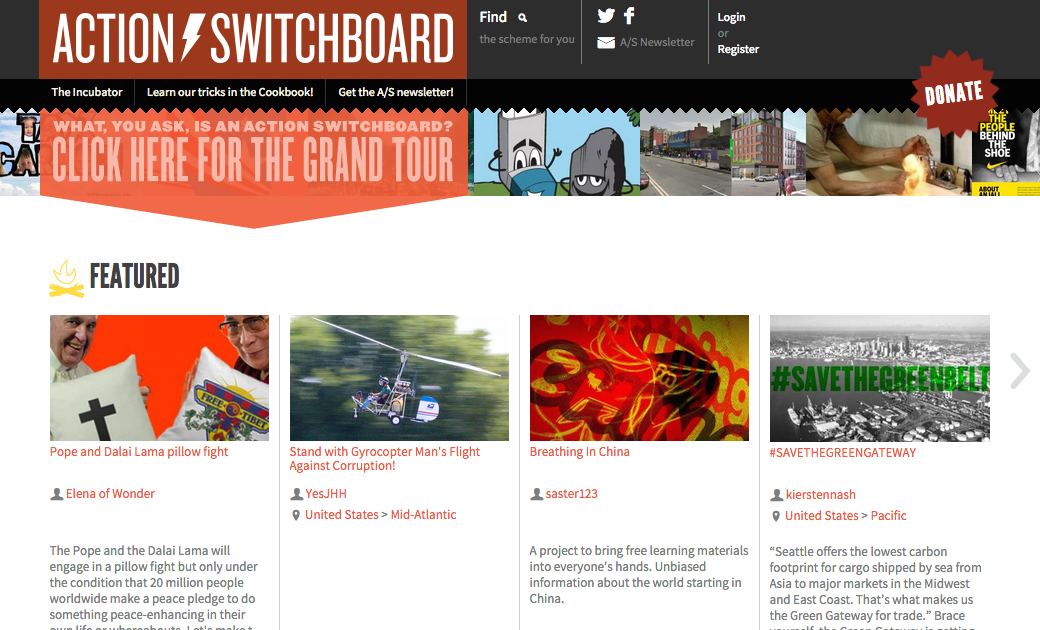 ACTION SWITCHBOARD
Find
the scheme for you
A/S Newsletter
Login
or
Register
The Incubator
Learn our tricks in the Cookbook!
Get the A/S newsletter!
DONATE
WHAT, YOU ASK, IS AN ACTION SWITCHBOARD?
CLICK HERE FOR THE GRAND TOUR
THE
PEOPLE
BEHIND
THE
SHOE
ABOUT
ANJALI
FEATURED
FREE TIBET
#SAVETHEGREENBELT
Pope and Dalai Lama pillow fight
Elena of Wonder
The Pope and the Dalai Lama will
engage in a pillow fight but only under
the condition that 20 million people
worldwide make a peace pledge to do
something peace-enhancing in their
own life or whereabouts. Let's make t
Stand with Gyrocopter Man's Flight
Against Corruption!
YesJHH
United States > Mid-Atlantic
Breathing In China
saster123
A project to bring free learning materials
into everyone's hands. Unbiased
information about the world starting in
China.
#SAVETHEGREENGATEWAY
kierstennash
United States > Pacific
“Seattle offers the lowest carbon
footprint for cargo shipped by sea from
Asia to major markets in the Midwest
and East Coast. That’s what makes us
the Green Gateway for trade.” Brace
yourself, the Green Gateway is getting